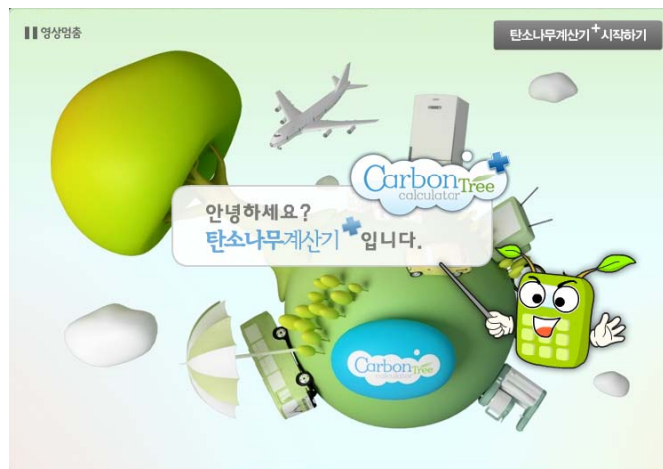 영상멈춤
탄소나무계산기+시작하기
Carbon Tree
calculator
안녕하세요?
탄소나무계산기+입니다.
Carbon Tree
calculator